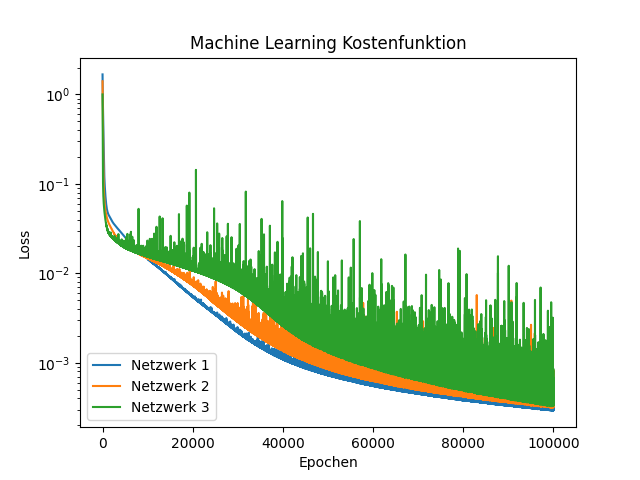 Machine Learning Kostenfunktion
Loss
10⁰
10⁻¹
10⁻²
10⁻³
Netzwerk 1
Netzwerk 2
Netzwerk 3
0 20000 40000 60000 80000 100000
Epochen